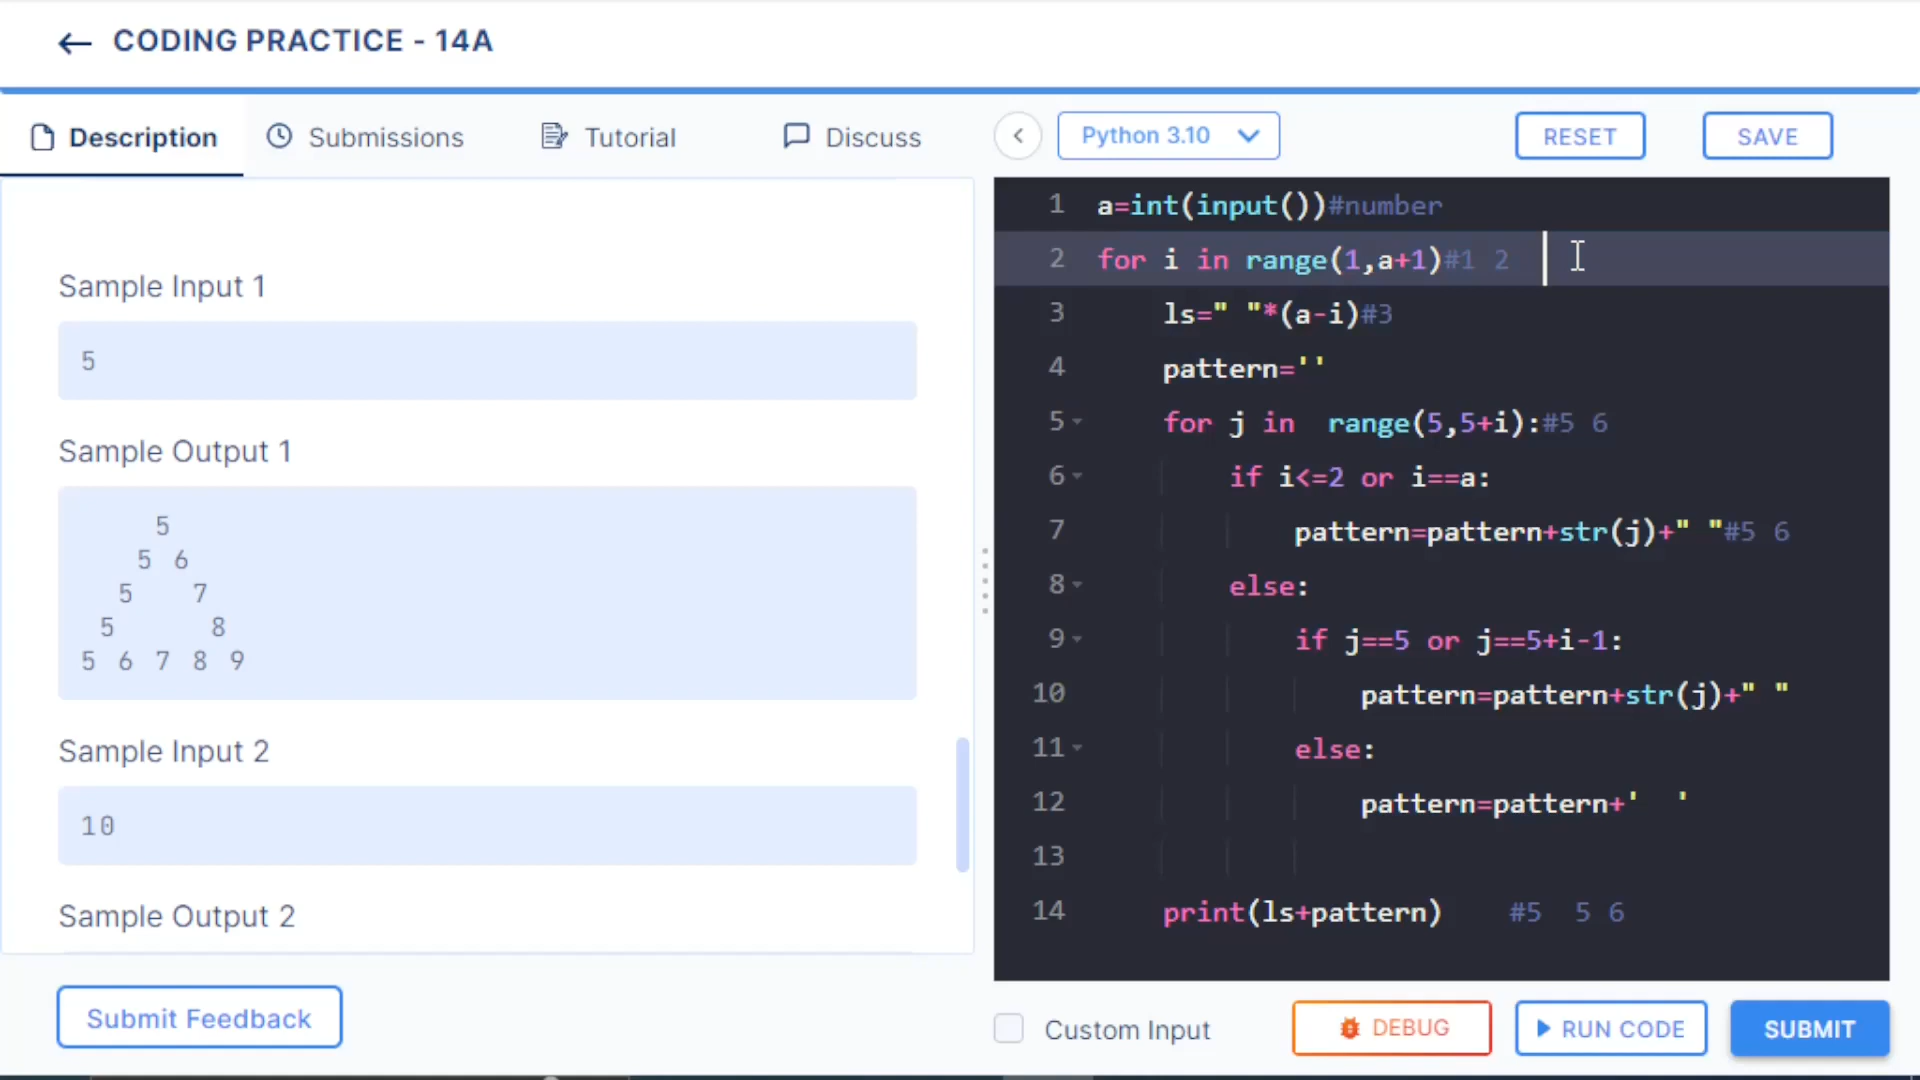 CODING PRACTICE - 14A
Description
Submissions
Tutorial
Discuss
Python 3.10
RESET
SAVE
Sample Input 1
5
Sample Output 1
5
5 6
5   7
5     8
5 6 7 8 9
Sample Input 2
10
Sample Output 2
Submit Feedback
1 a=int(input())#number
2 for i in range(1,a+1)#1 2
3     ls=" "*(a-i)#3
4     pattern=''
5     for j in  range(5,5+i):#5 6
6         if i<=2 or i==a:
7             pattern=pattern+str(j)+" "#5 6
8         else:
9             if j==5 or j==5+i-1:
10                 pattern=pattern+str(j)+" "
11             else:
12                 pattern=pattern+'  '
13
14     print(ls+pattern)    #5  5 6
Custom Input
DEBUG
RUN CODE
SUBMIT